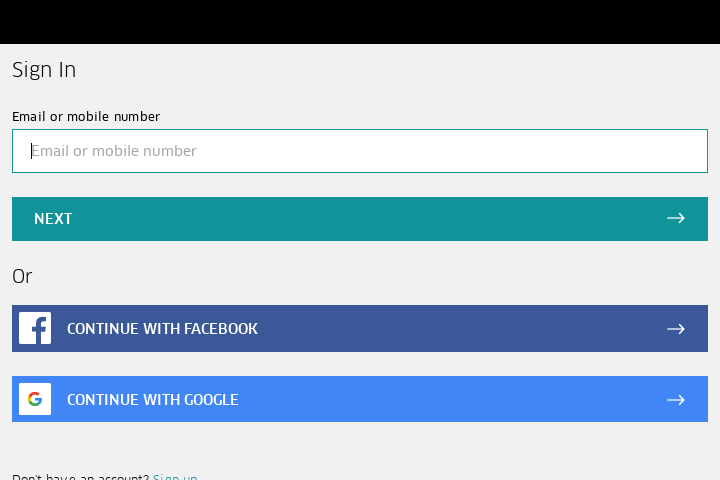 Sign In
Email or mobile number
Email or mobile number
NEXT
Or
CONTINUE WITH FACEBOOK
CONTINUE WITH GOOGLE
Don't have an account? Sign up